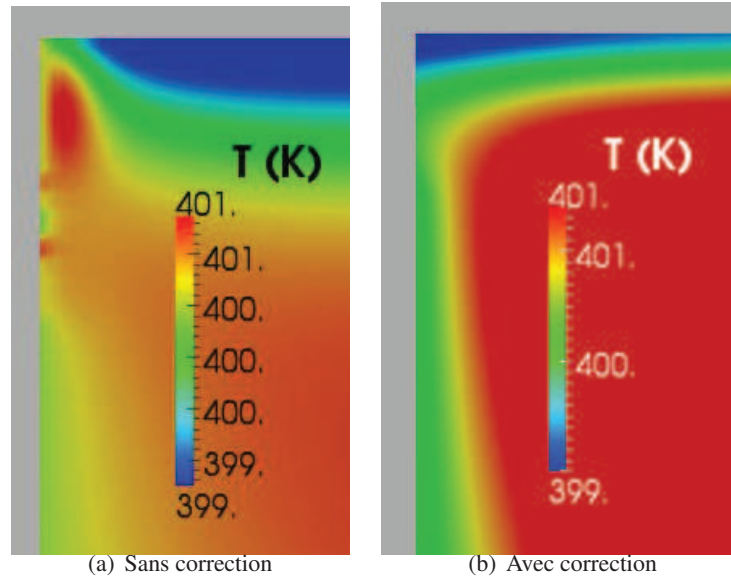 T (K)
401.
401.
400.
400.
400.
399.
399.
T (K)
401.
401.
400.
399.
(a) Sans correction
(b) Avec correction